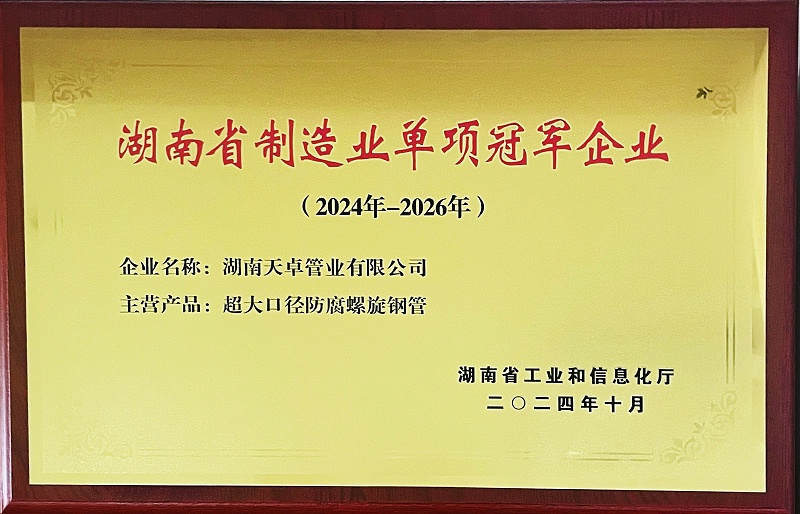 湖南省制造业单项冠军企业
（2024年-2026年）
企业名称：湖南天卓管业有限公司
主营产品：超大口径防腐螺旋钢管
湖南省工业和信息化厅
二〇二四年十月